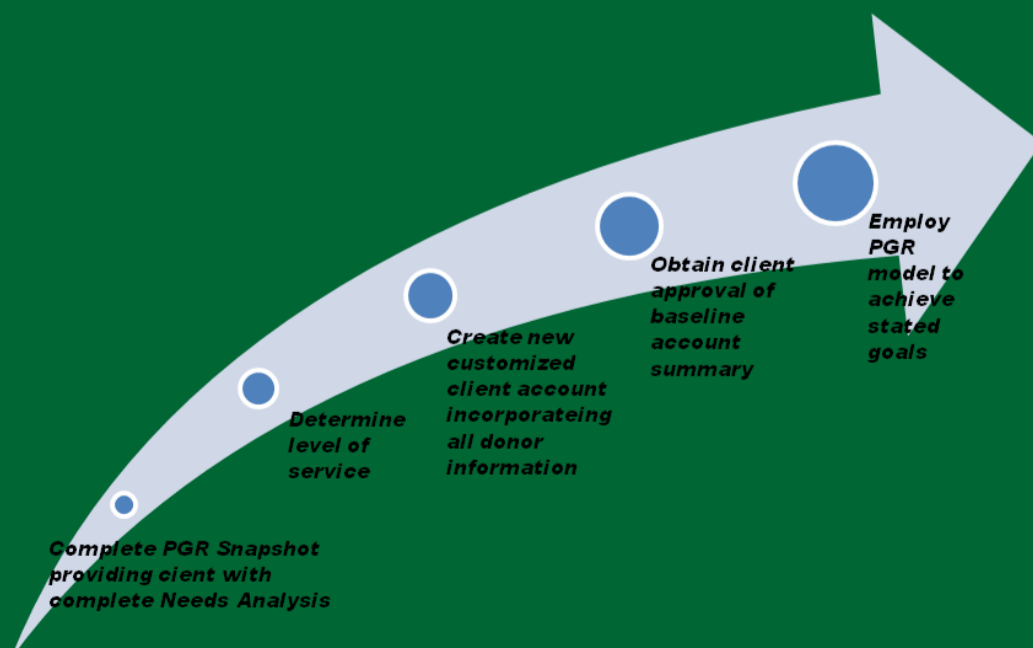 Complete PGR Snapshot
providing cient with
complete Needs Analysis
Determine
level of
service
Create new
customized
client account
incorporateing
all donor
information
Obtain client
approval of
baseline
account
summary
Employ
PGR
model to
achieve
stated
goals